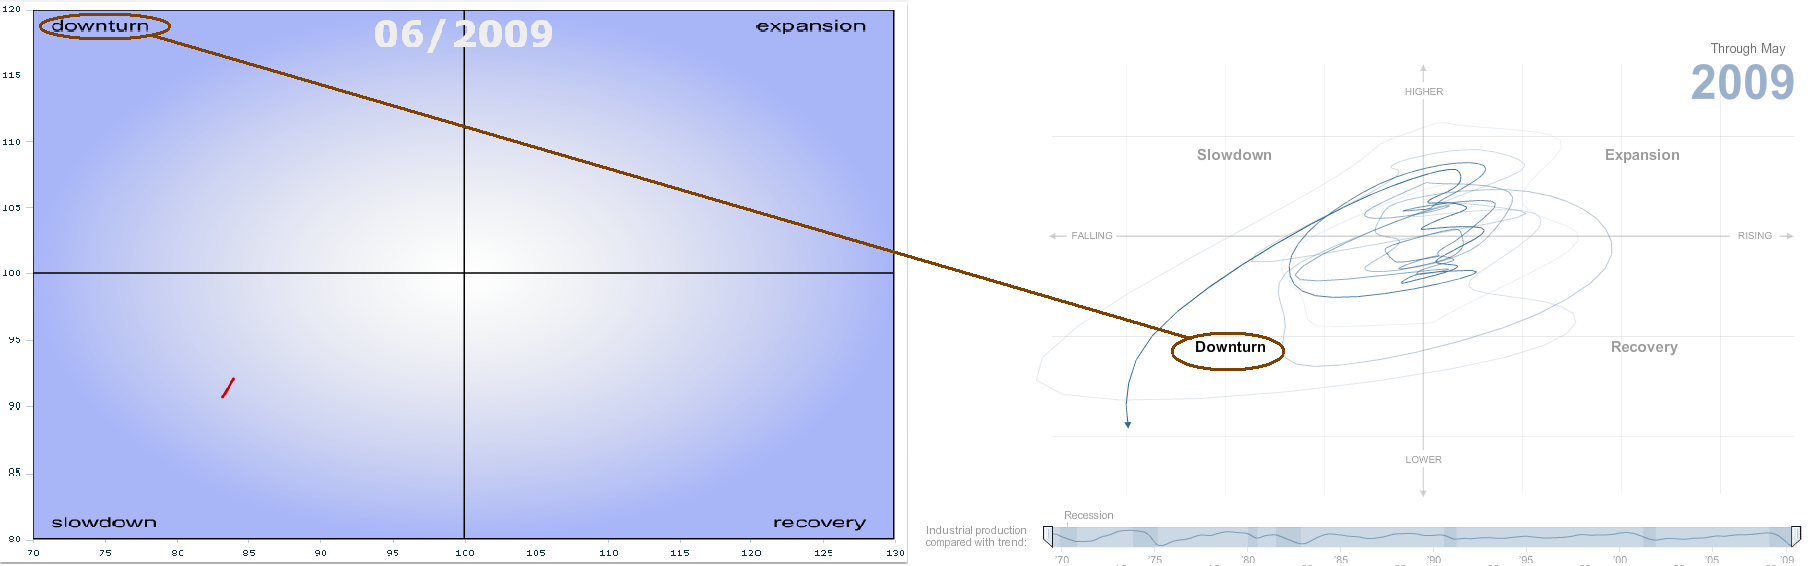 120
downturn
06/2009
expansion
115
110
105
100
95
90
85
slowdown
recovery
80
70
75
80
85
90
95
100
105
110
115
120
125
130
Through May
2009
HIGHER
Slowdown
Expansion
FALLING
RISING
Downturn
Recovery
LOWER
Recession
Industrial production
compared with trend:
'70
'75
'80
'85
'90
'95
'00
'05
'09